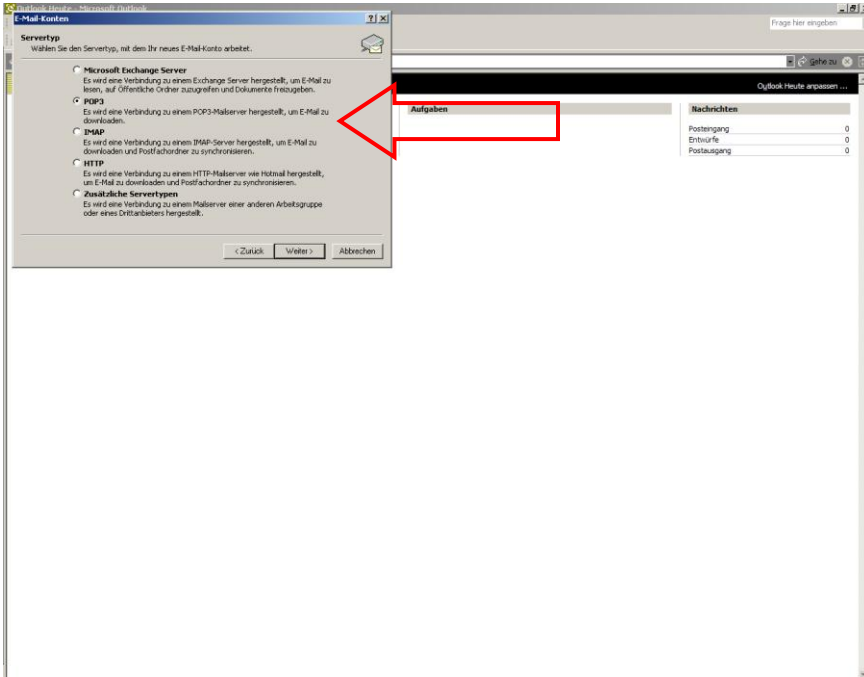 Outlook Heute - Microsoft Outlook
E-Mail-Konten
Frage hier eingeben
Servertyp
Wählen Sie den Servertyp, mit dem Ihr neues E-Mail-Konto arbeitet.
Gehe zu
Microsoft Exchange Server
Es wird eine Verbindung zu einem Exchange Server hergestellt, um E-Mail zu
lesen, auf Öffentliche Ordner zuzugreifen und Dokumente freizugeben.
Outlook Heute anpassen ...
POP3
Es wird eine Verbindung zu einem POP3-Mailserver hergestellt, um E-Mail zu
downloaden.
IMAP
Es wird eine Verbindung zu einem IMAP-Server hergestellt, um E-Mail zu
downloaden und Postfachordner zu synchronisieren.
HTTP
Es wird eine Verbindung zu einem HTTP-Mailserver wie Hotmail hergestellt,
um E-Mail zu downloaden und Postfachordner zu synchronisieren.
Zusätzliche Servertypen
Es wird eine Verbindung zu einem Mailserver einer anderen Arbeitsgruppe
oder eines Drittanbieters hergestellt.
< Zurück Weiter > Abbrechen
Aufgaben
Nachrichten
Posteingang 0
Entwürfe 0
Postausgang 0